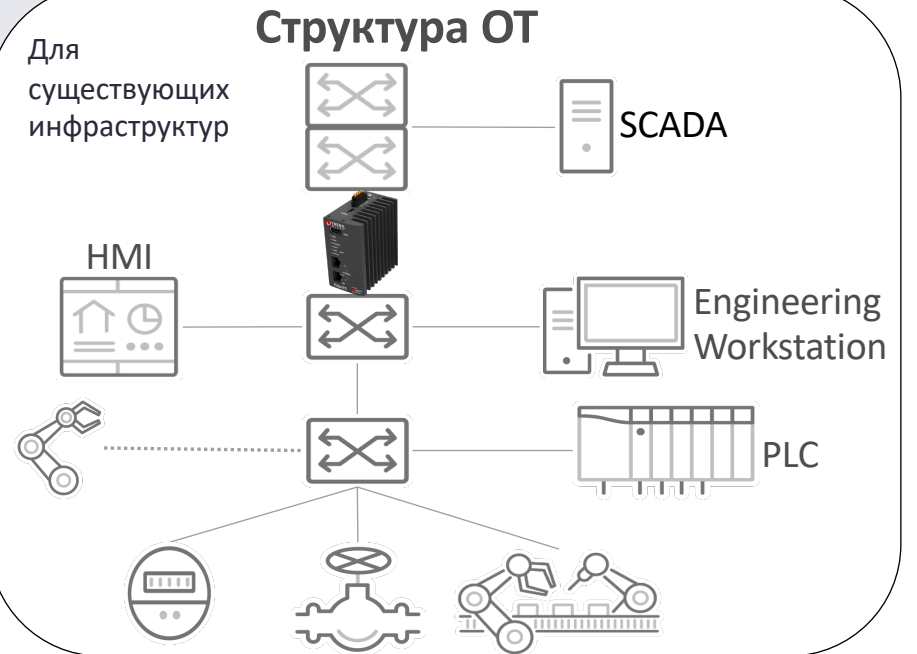 Структура ОТ
Для
существующих
инфраструктур
SCADA
HMI
Engineering
Workstation
PLC